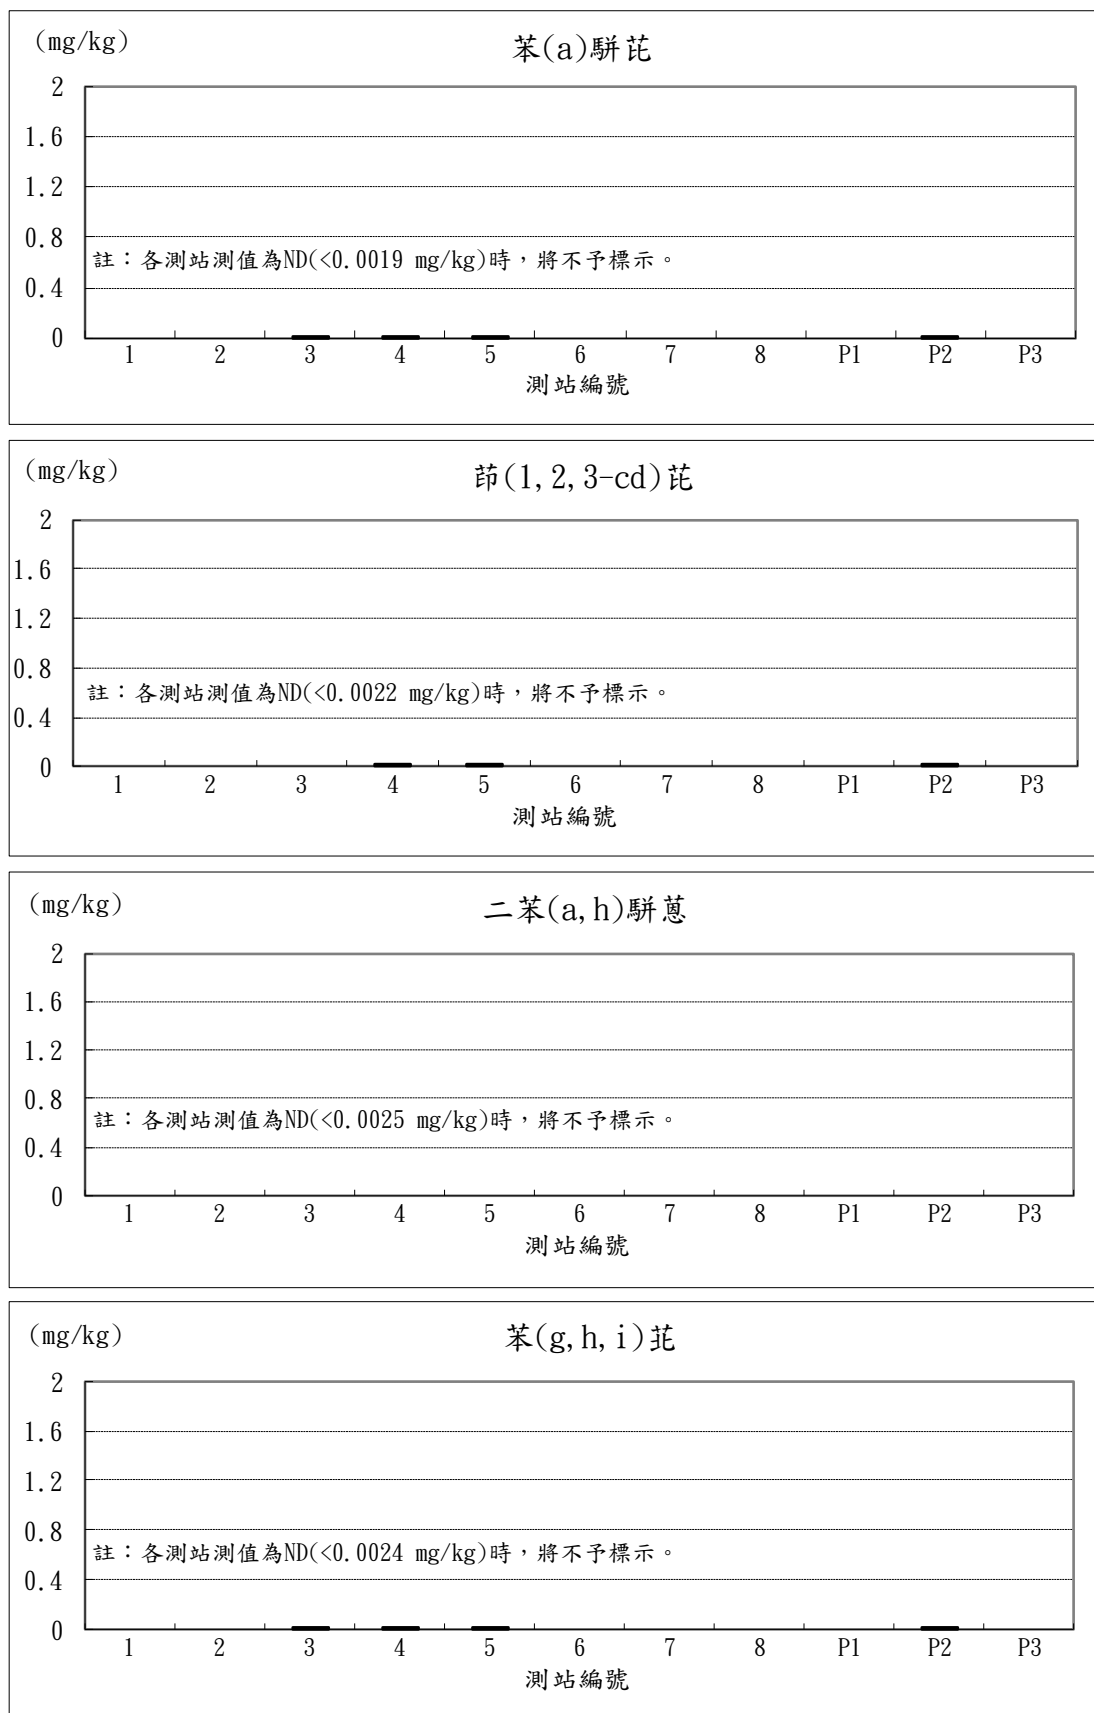 (mg/kg)
苯(a)駢芘
2
1.6
1.2
0.8
註：各測站測值為ND(<0.0019 mg/kg)時，將不予標示。
0.4
0
1 2 3 4 5 6 7 8 P1 P2 P3
測站編號
(mg/kg)
茚(1,2,3-cd)芘
2
1.6
1.2
0.8
註：各測站測值為ND(<0.0022 mg/kg)時，將不予標示。
0.4
0
1 2 3 4 5 6 7 8 P1 P2 P3
測站編號
(mg/kg)
二苯(a,h)駢蒽
2
1.6
1.2
0.8
註：各測站測值為ND(<0.0025 mg/kg)時，將不予標示。
0.4
0
1 2 3 4 5 6 7 8 P1 P2 P3
測站編號
(mg/kg)
苯(g,h,i)苝
2
1.6
1.2
0.8
註：各測站測值為ND(<0.0024 mg/kg)時，將不予標示。
0.4
0
1 2 3 4 5 6 7 8 P1 P2 P3
測站編號